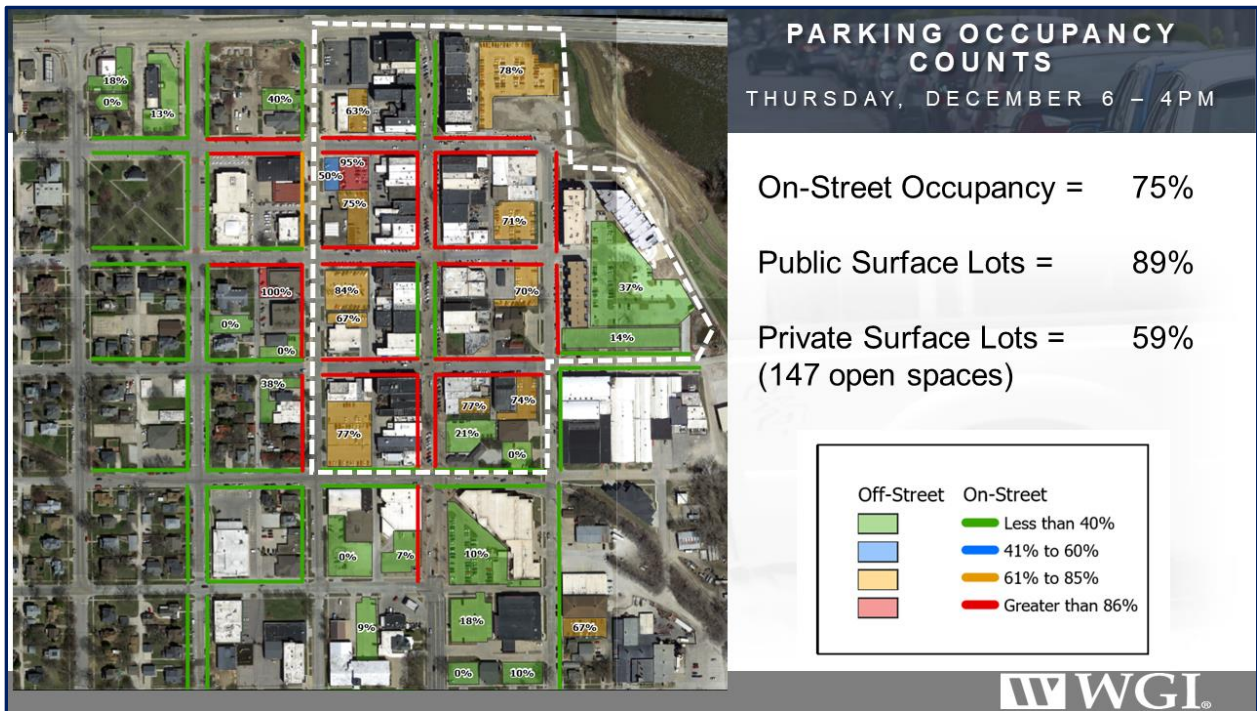 PARKING OCCUPANCY
COUNTS
THURSDAY, DECEMBER 6 – 4PM
On-Street Occupancy = 75%
Public Surface Lots = 89%
Private Surface Lots = 59%
(147 open spaces)
Off-Street On-Street
Less than 40%
41% to 60%
61% to 85%
Greater than 86%
WGI®
18%
0%
13%
40%
63%
78%
50%
95%
75%
71%
100%
0%
0%
84%
67%
70%
37%
14%
38%
77%
77%
74%
21%
0%
0%
7%
10%
9%
18%
67%
0%
10%